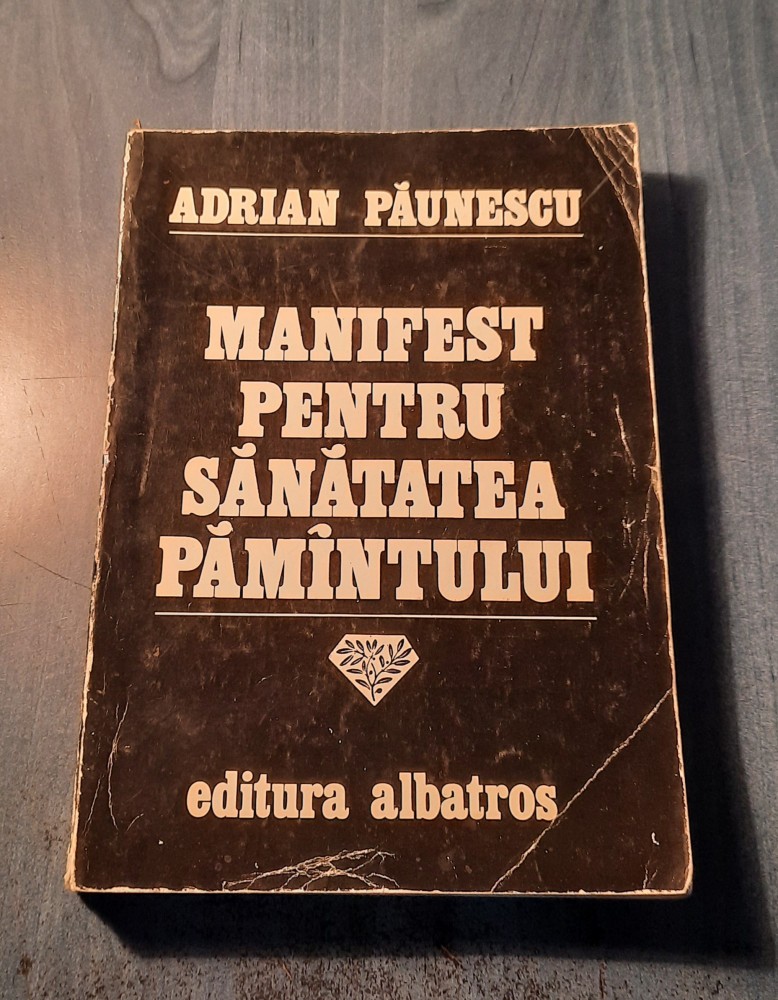 ADRIAN PĂUNESCU
MANIFEST
PENTRU
SĂNĂTATEA
PĂMÎNTULUI
editura albatros